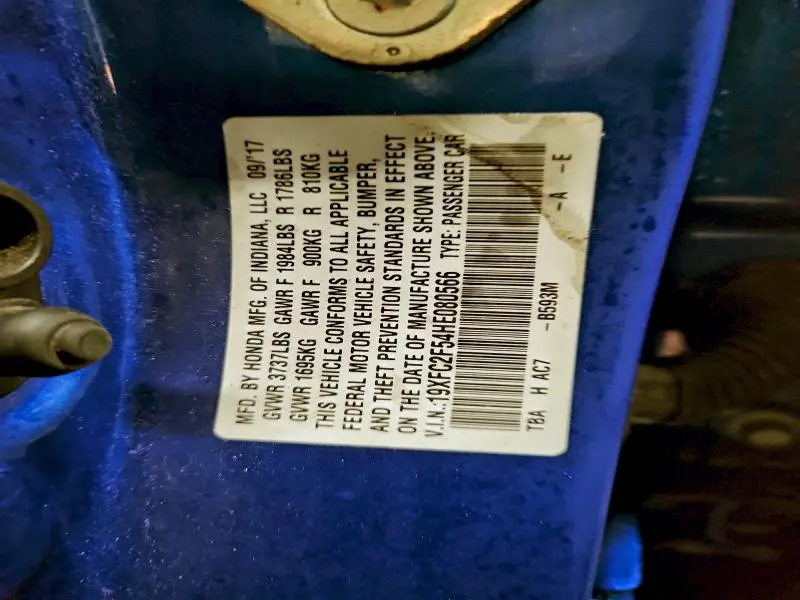 MFD. BY HONDA MFG. OF INDIANA, LLC 09/'17
GVWR 3737LBS GAWR F 1984LBS R 1786LBS
GVWR 1695KG GAWR F 900KG R 810KG
THIS VEHICLE CONFORMS TO ALL APPLICABLE
FEDERAL MOTOR VEHICLE SAFETY, BUMPER,
AND THEFT PREVENTION STANDARDS IN EFFECT
ON THE DATE OF MANUFACTURE SHOWN ABOVE.
V.I.N.:19XFC2F54HE080566 TYPE: PASSENGER CAR
TBA H AC7 -B593M -A -E